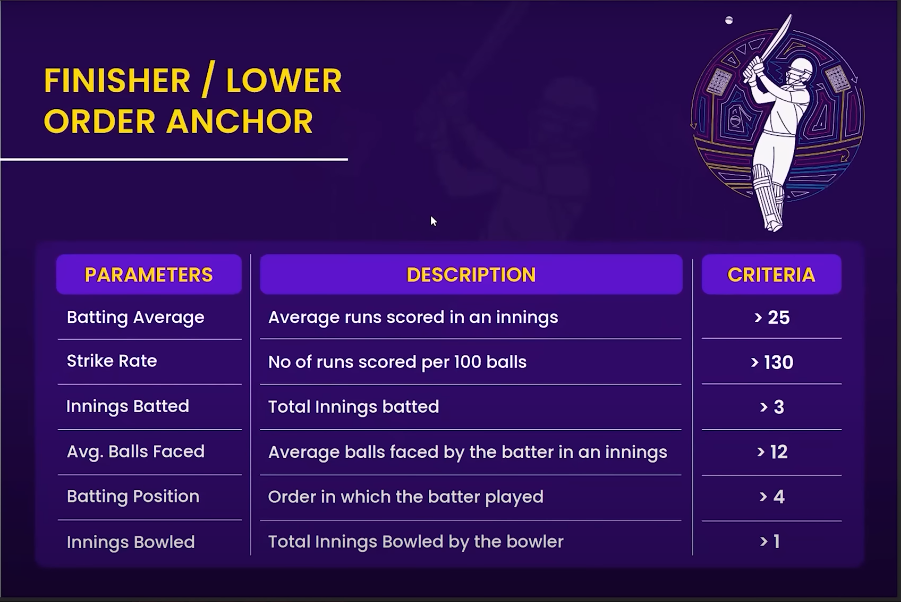 FINISHER / LOWER
ORDER ANCHOR
PARAMETERS DESCRIPTION CRITERIA
Batting Average Average runs scored in an innings > 25
Strike Rate No of runs scored per 100 balls > 130
Innings Batted Total Innings batted > 3
Avg. Balls Faced Average balls faced by the batter in an innings > 12
Batting Position Order in which the batter played > 4
Innings Bowled Total Innings Bowled by the bowler > 1